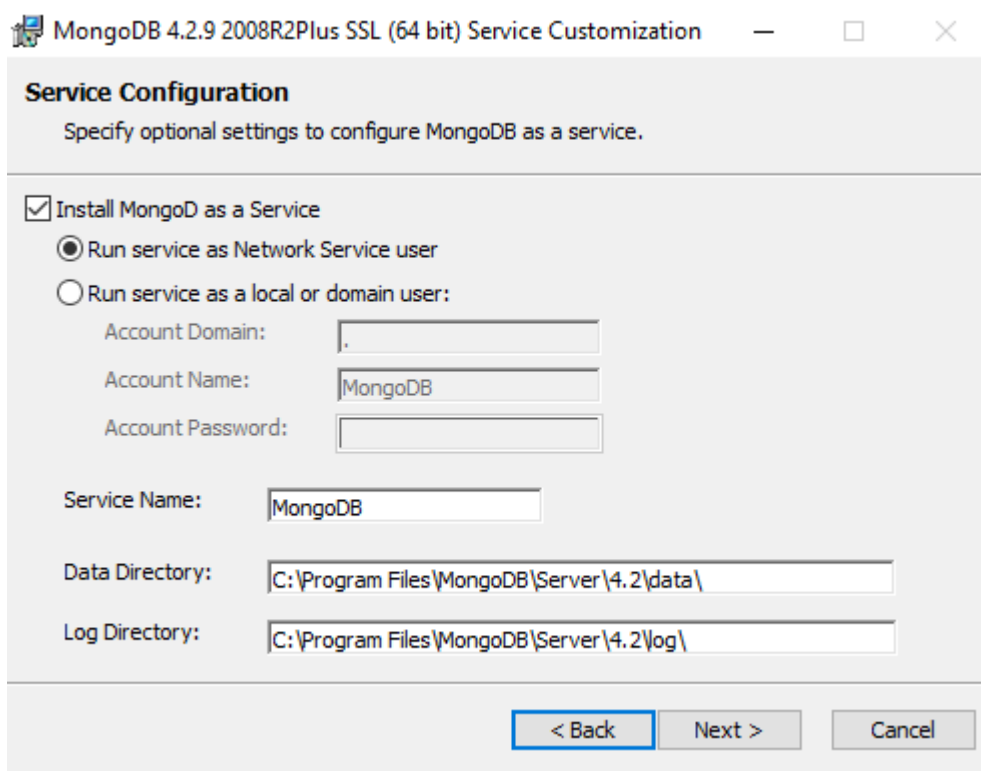 MongoDB 4.2.9 2008R2Plus SSL (64 bit) Service Customization
Service Configuration
Specify optional settings to configure MongoDB as a service.
Install MongoD as a Service
Run service as Network Service user
Run service as a local or domain user:
Account Domain: .
Account Name: MongoDB
Account Password:
Service Name: MongoDB
Data Directory: C:\Program Files\MongoDB\Server\4.2\data\
Log Directory: C:\Program Files\MongoDB\Server\4.2\log\
< Back Next > Cancel